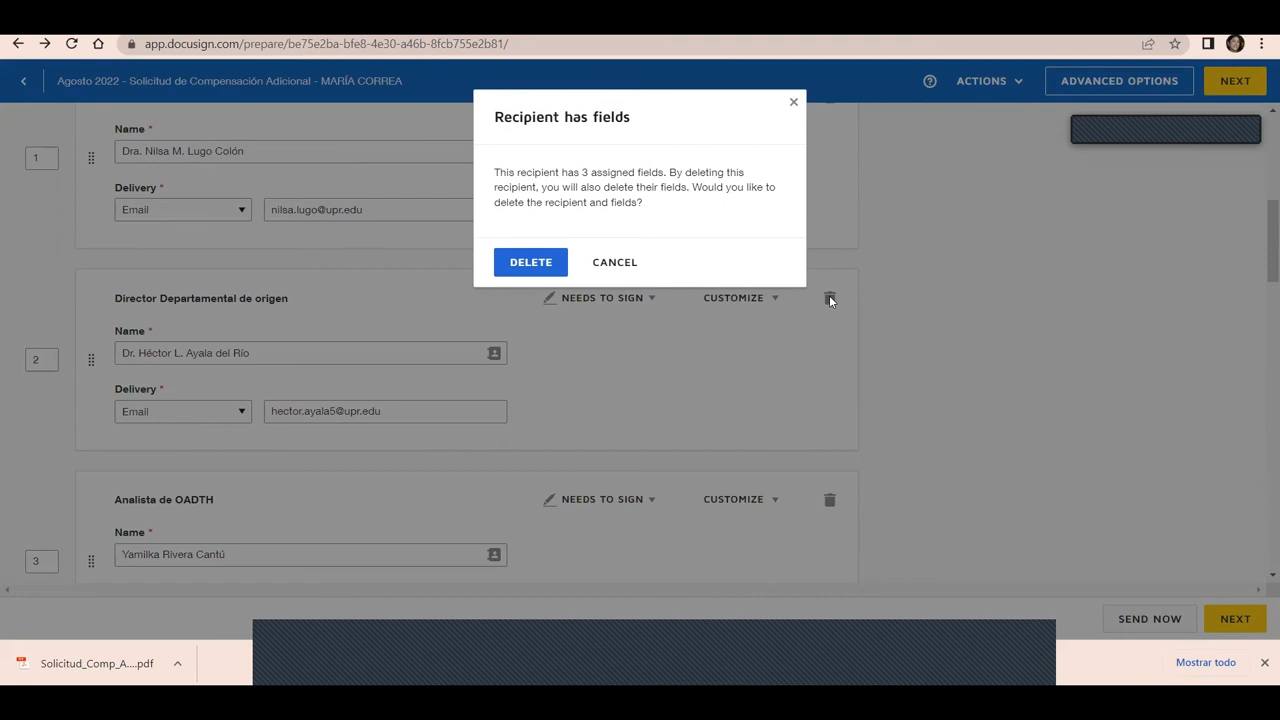 app.docusign.com/prepare/be75e2ba-bfe8-4e30-a46b-8fcb755e2b81/
Agosto 2022 - Solicitud de Compensación Adicional - MARÍA CORREA
ACTIONS
ADVANCED OPTIONS
NEXT
Recipient has fields
This recipient has 3 assigned fields. By deleting this
recipient, you will also delete their fields. Would you like to
delete the recipient and fields?
DELETE
CANCEL
1
Name *
Dra. Nilsa M. Lugo Colón
Delivery *
Email
nilsa.lugo@upr.edu
Director Departamental de origen
NEEDS TO SIGN
CUSTOMIZE
2
Name *
Dr. Héctor L. Ayala del Río
Delivery *
Email
hector.ayala5@upr.edu
Analista de OADTH
NEEDS TO SIGN
CUSTOMIZE
3
Name *
Yamilka Rivera Cantú
SEND NOW
NEXT
Solicitud_Comp_A....pdf
Mostrar todo